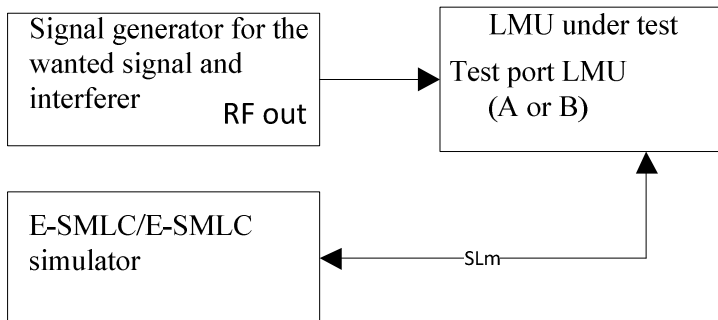 Signal generator for the
wanted signal and
interferer
RF out
LMU under test
Test port LMU
(A or B)
E-SMLC/E-SMLC
simulator
SLm